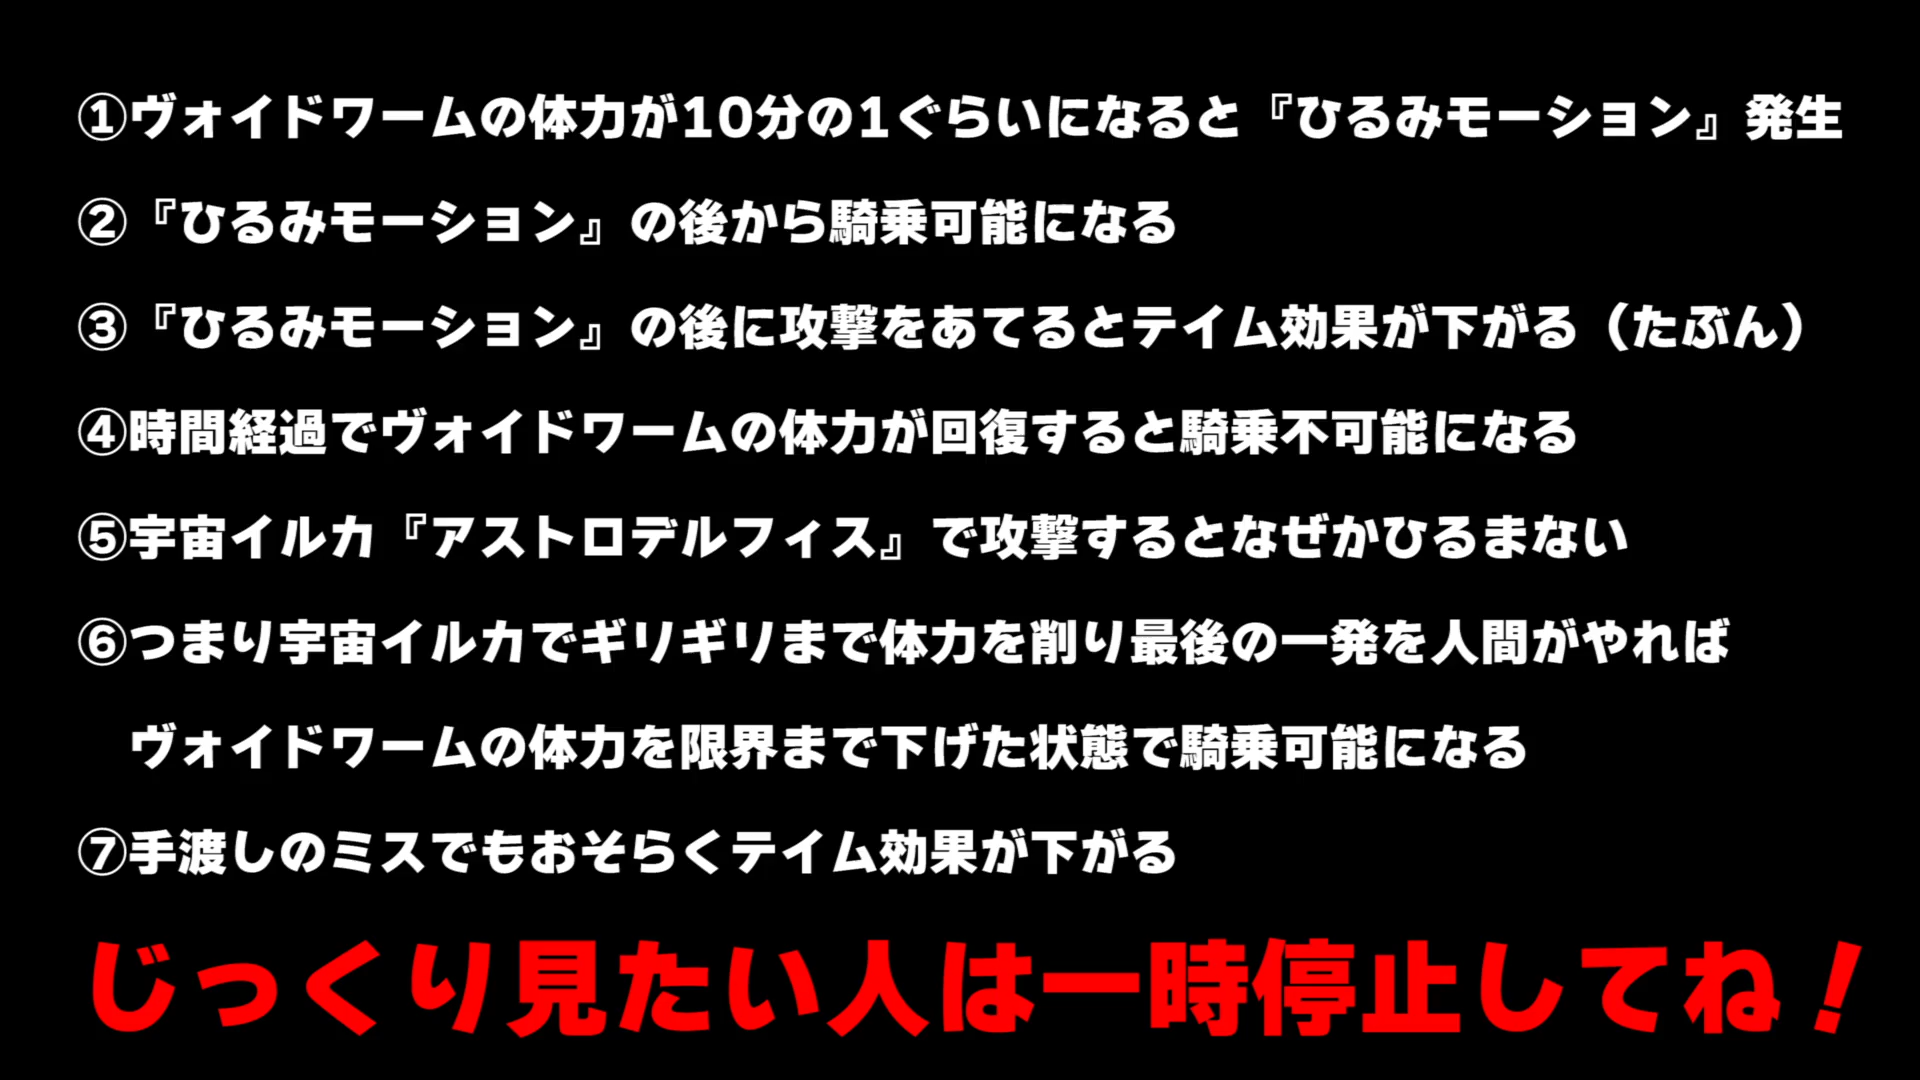 ①ヴォイドワームの体力が10分の1ぐらいになると『ひるみモーション』発生
②『ひるみモーション』の後から騎乗可能になる
③『ひるみモーション』の後に攻撃をあてるとテイム効果が下がる（たぶん）
④時間経過でヴォイドワームの体力が回復すると騎乗不可能になる
⑤宇宙イルカ『アストロデルフィス』で攻撃するとなぜかひるまない
⑥つまり宇宙イルカでギリギリまで体力を削り最後の一発を人間がやれば
ヴォイドワームの体力を限界まで下げた状態で騎乗可能になる
⑦手渡しのミスでもおそらくテイム効果が下がる
じっくり見たい人は一時停止してね！